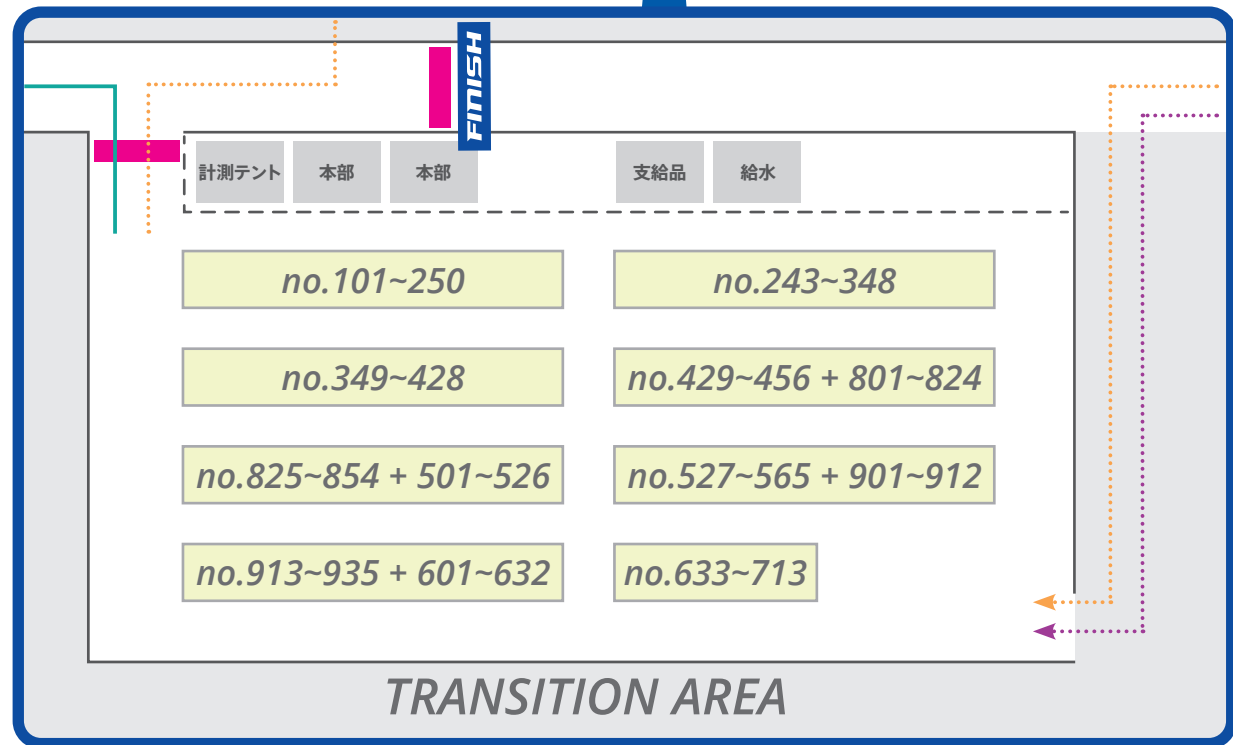 FINISH
計測テント 本部 本部 支給品 給水
no.101~250 no.243~348
no.349~428 no.429~456 + 801~824
no.825~854 + 501~526 no.527~565 + 901~912
no.913~935 + 601~632 no.633~713
TRANSITION AREA